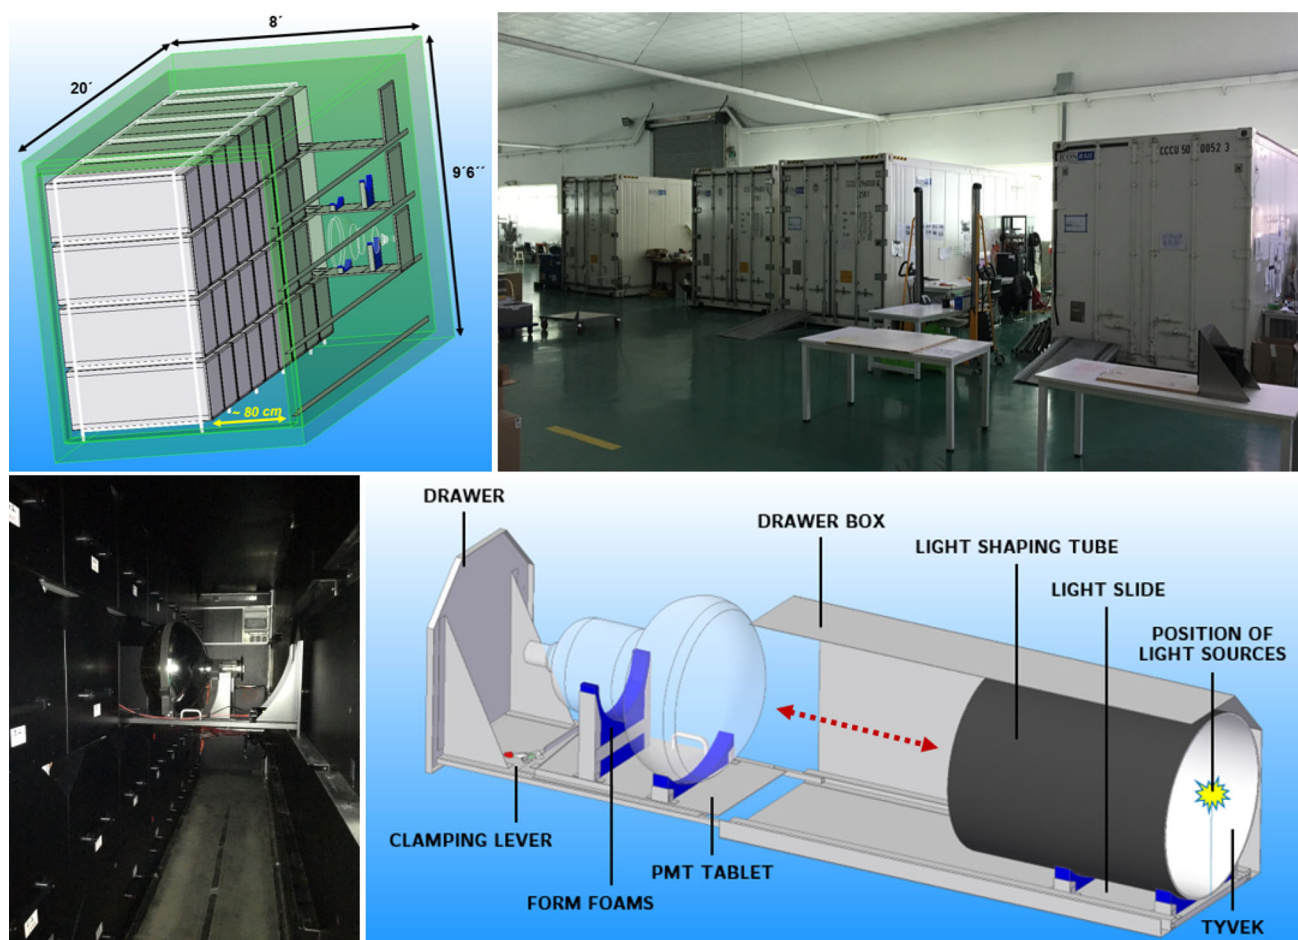 8´
20´
9´6´´
~ 80 cm
ICON
CCCU 50 0052 3
DRAWER
DRAWER BOX
LIGHT SHAPING TUBE
LIGHT SLIDE
POSITION OF
LIGHT SOURCES
CLAMPING LEVER
PMT TABLET
FORM FOAMS
TYVEK